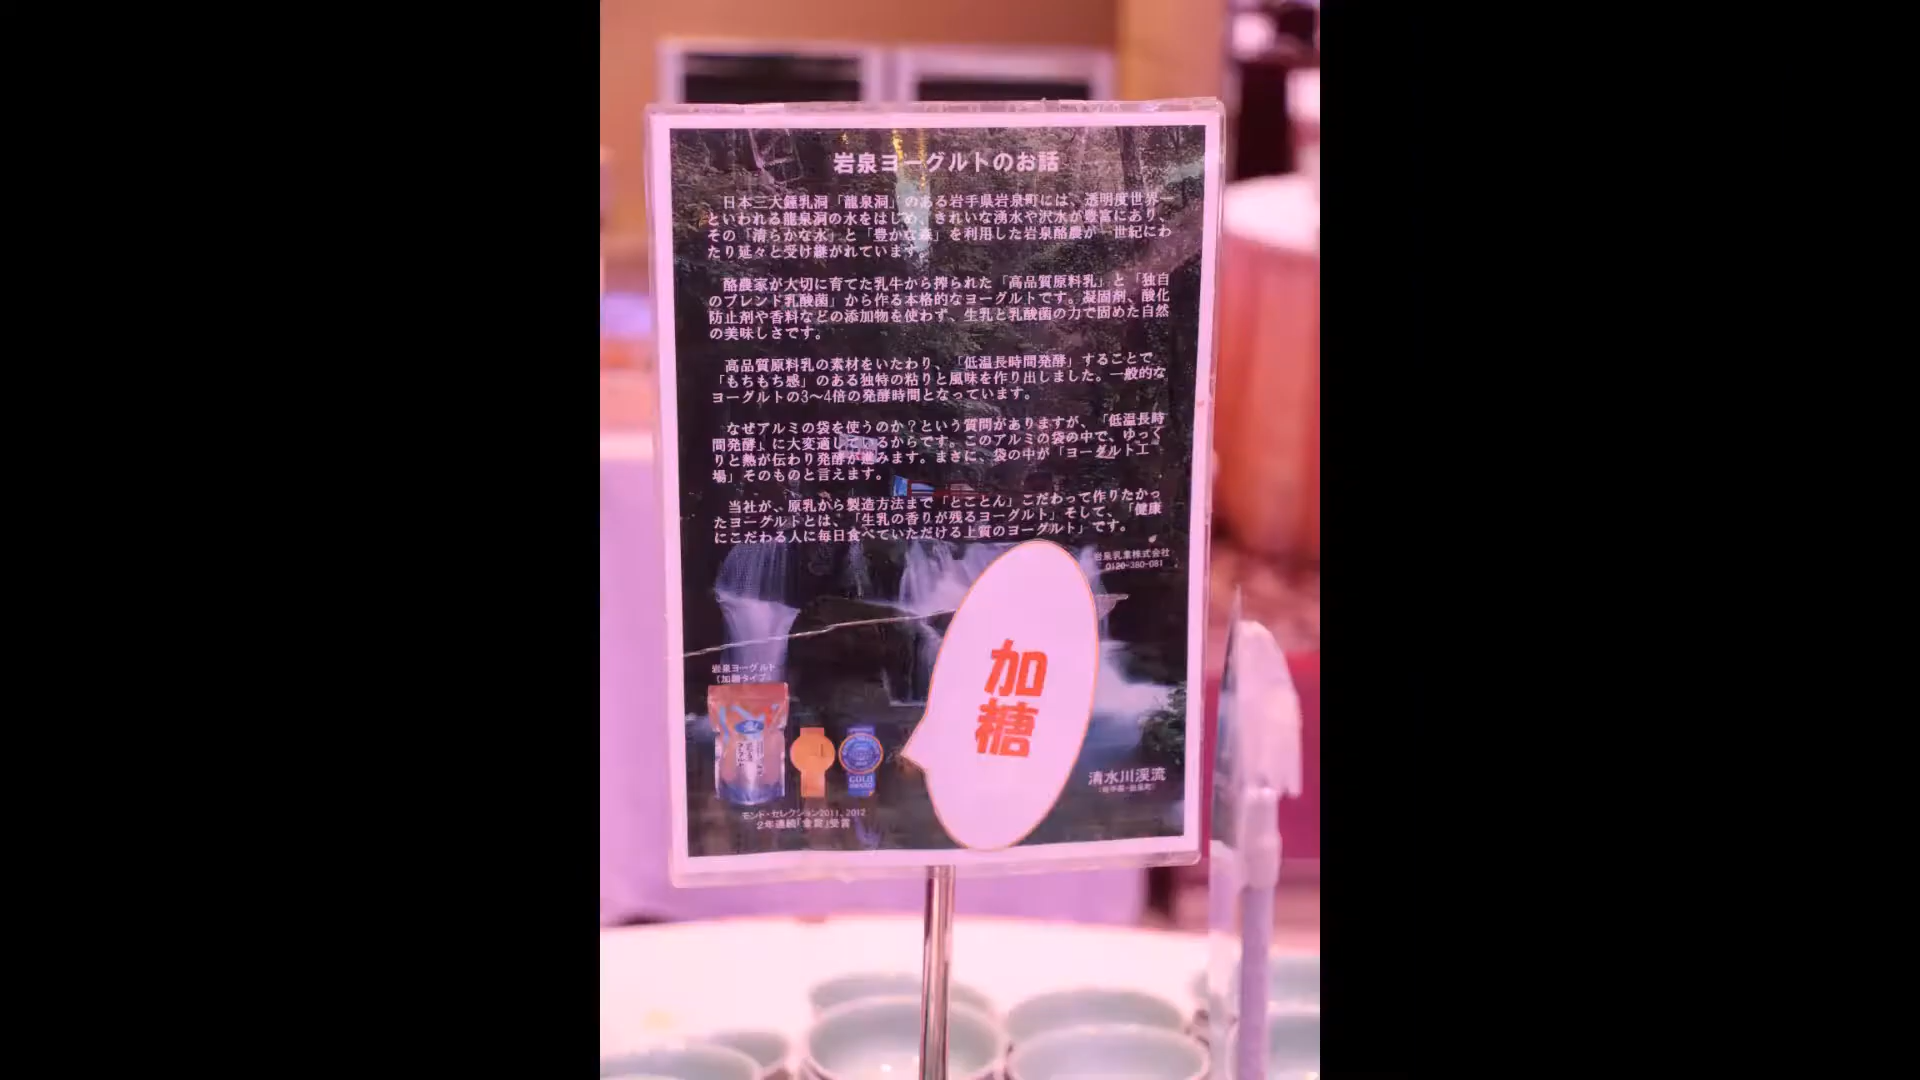 岩泉ヨーグルトのお話
日本三大鍾乳洞「龍泉洞」のある岩手県岩泉町には、透明度世界一
といわれる龍泉洞の水をはじめ、きれいな湧水や沢水が豊富にあり、
その「清らかな水」と「豊かな森」を利用した岩泉酪農が一世紀にわ
たり延々と受け継がれています。
酪農家が大切に育てた乳牛から搾られた「高品質原料乳」と「独自
のブレンド乳酸菌」から作る本格的なヨーグルトです。凝固剤、酸化
防止剤や香料などの添加物を使わず、生乳と乳酸菌の力で固めた自然
の美味しさです。
高品質原料乳の素材をいたわり、「低温長時間発酵」することで
「もちもち感」のある独特の粘りと風味を作り出しました。一般的な
ヨーグルトの3〜4倍の発酵時間となっています。
なぜアルミの袋を使うのか？という質問がありますが、「低温長時
間発酵」に大変適しているからです。このアルミの袋の中で、ゆっく
りと熱が伝わり発酵が進みます。まさに、袋の中が「ヨーグルト工
場」そのものと言えます。
当社が、原乳から製造方法まで「とことん」こだわって作りたかっ
たヨーグルトとは、「生乳の香りが残るヨーグルト」そして、「健康
にこだわる人に毎日食べていただける上質のヨーグルト」です。
岩泉乳業株式会社
0120-380-081
加糖
岩泉ヨーグルト
（加糖タイプ）
GOLD
清水川渓流
（岩手県・岩泉町）
モンド・セレクション2011、2012
2年連続「金賞」受賞